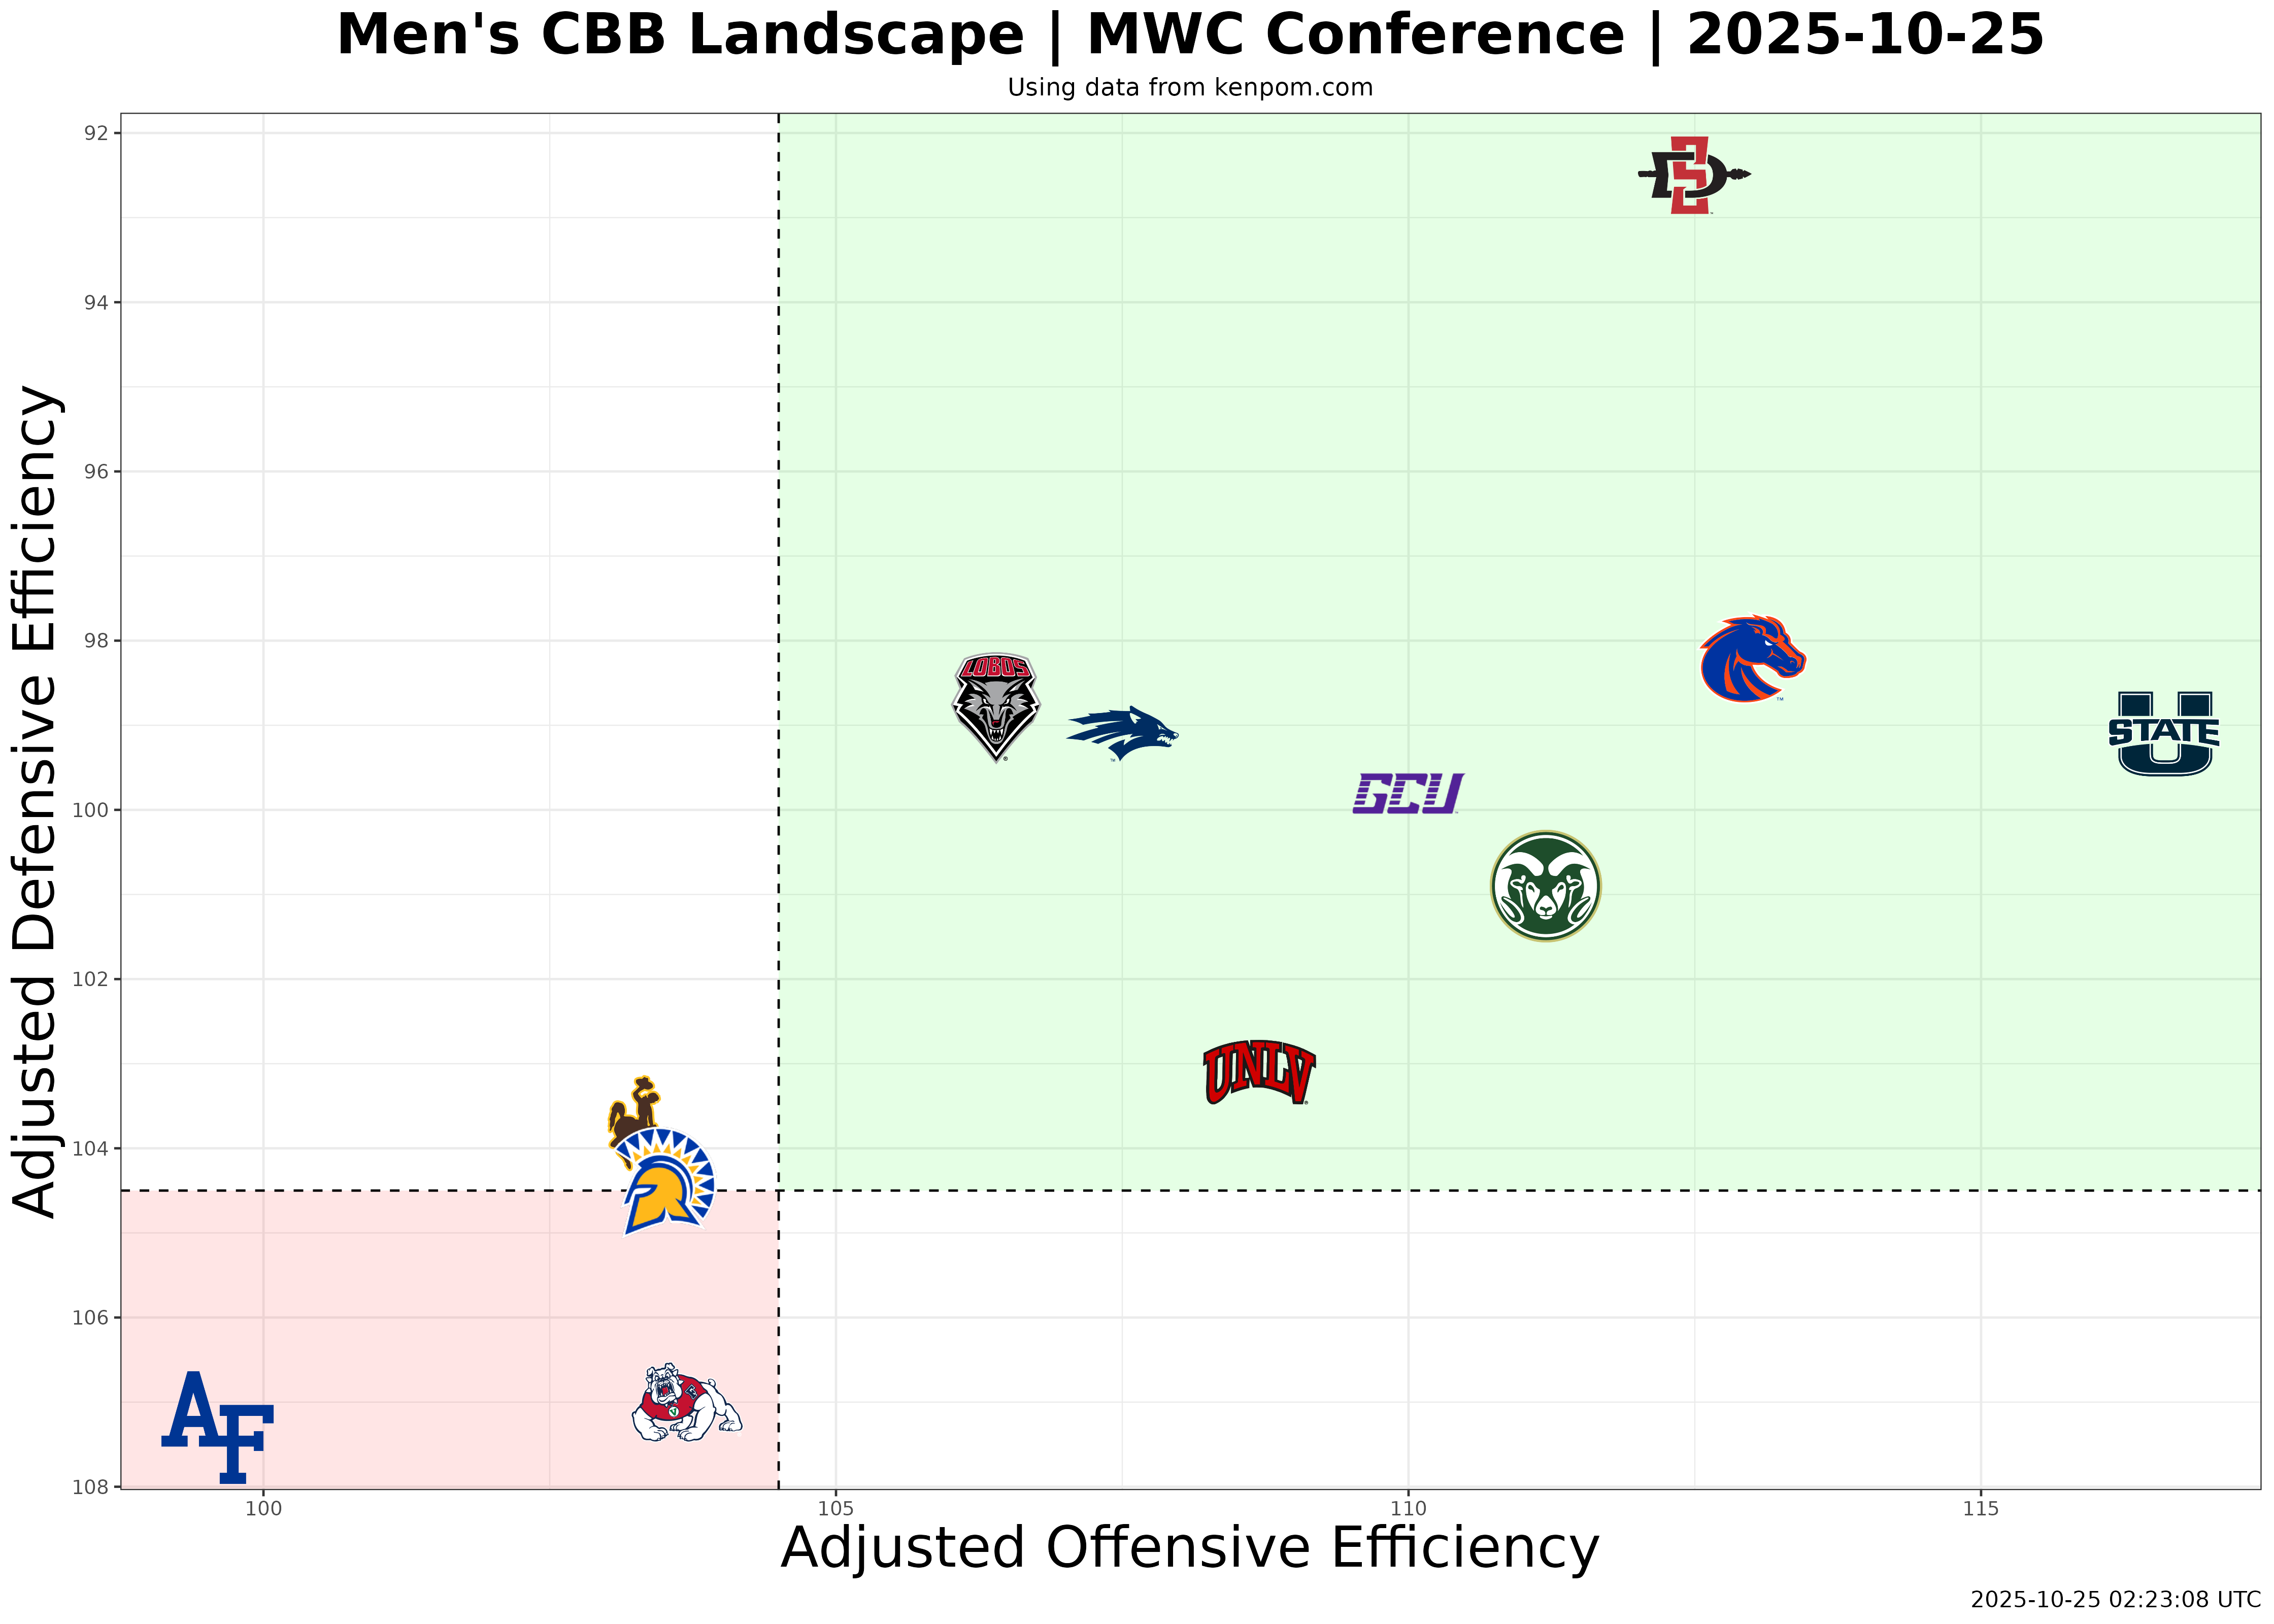 Men's CBB Landscape | MWC Conference | 2025-10-25
Using data from kenpom.com
Adjusted Defensive Efficiency
92
94
96
98
100
102
104
106
108
LOBOS
STATE
GCU
UNLV
AF
100
105
110
115
Adjusted Offensive Efficiency
2025-10-25 02:23:08 UTC